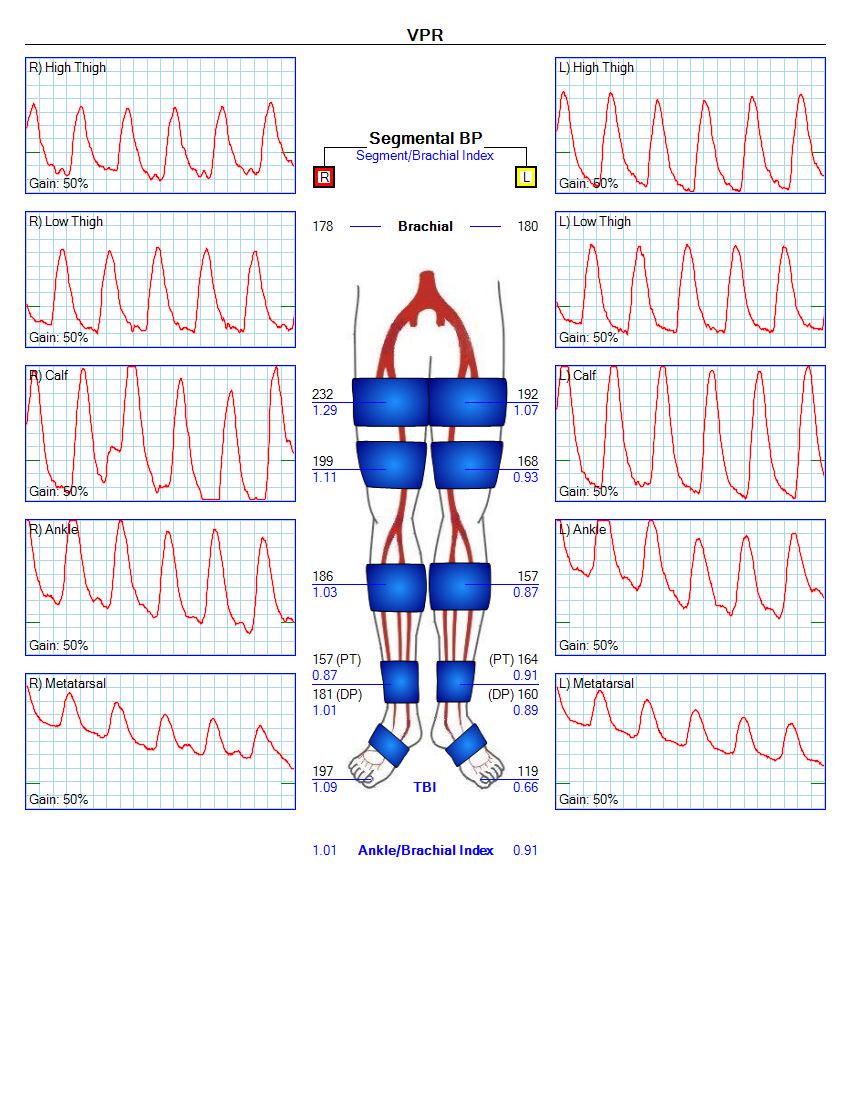 VPR
R) High Thigh
L) High Thigh
Segmental BP
Segment/Brachial Index
R
L
Gain: 50%
Gain: 50%
178 Brachial 180
R) Low Thigh
L) Low Thigh
Gain: 50%
Gain: 50%
R) Calf
L) Calf
232 192
1.29 1.07
199 168
1.11 0.93
Gain: 50%
Gain: 50%
R) Ankle
L) Ankle
186 157
1.03 0.87
Gain: 50%
Gain: 50%
157 (PT) (PT) 164
0.87 0.91
R) Metatarsal
L) Metatarsal
181 (DP) (DP) 160
1.01 0.89
197 119
1.09 TBI 0.66
Gain: 50%
Gain: 50%
1.01 Ankle/Brachial Index 0.91